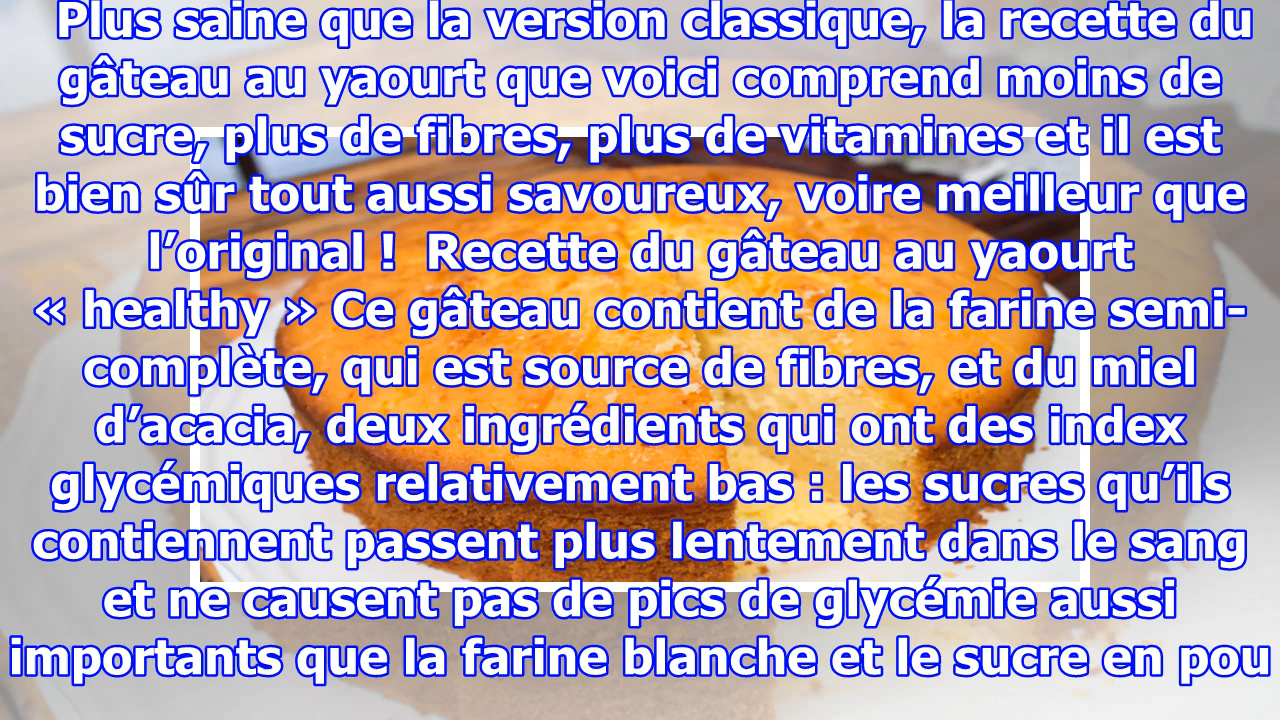 Plus saine que la version classique, la recette du
gâteau au yaourt que voici comprend moins de
sucre, plus de fibres, plus de vitamines et il est
bien sûr tout aussi savoureux, voire meilleur que
l’original !  Recette du gâteau au yaourt
« healthy » Ce gâteau contient de la farine semi-
complète, qui est source de fibres, et du miel
d’acacia, deux ingrédients qui ont des index
glycémiques relativement bas : les sucres qu’ils
contiennent passent plus lentement dans le sang
et ne causent pas de pics de glycémie aussi
importants que la farine blanche et le sucre en pou